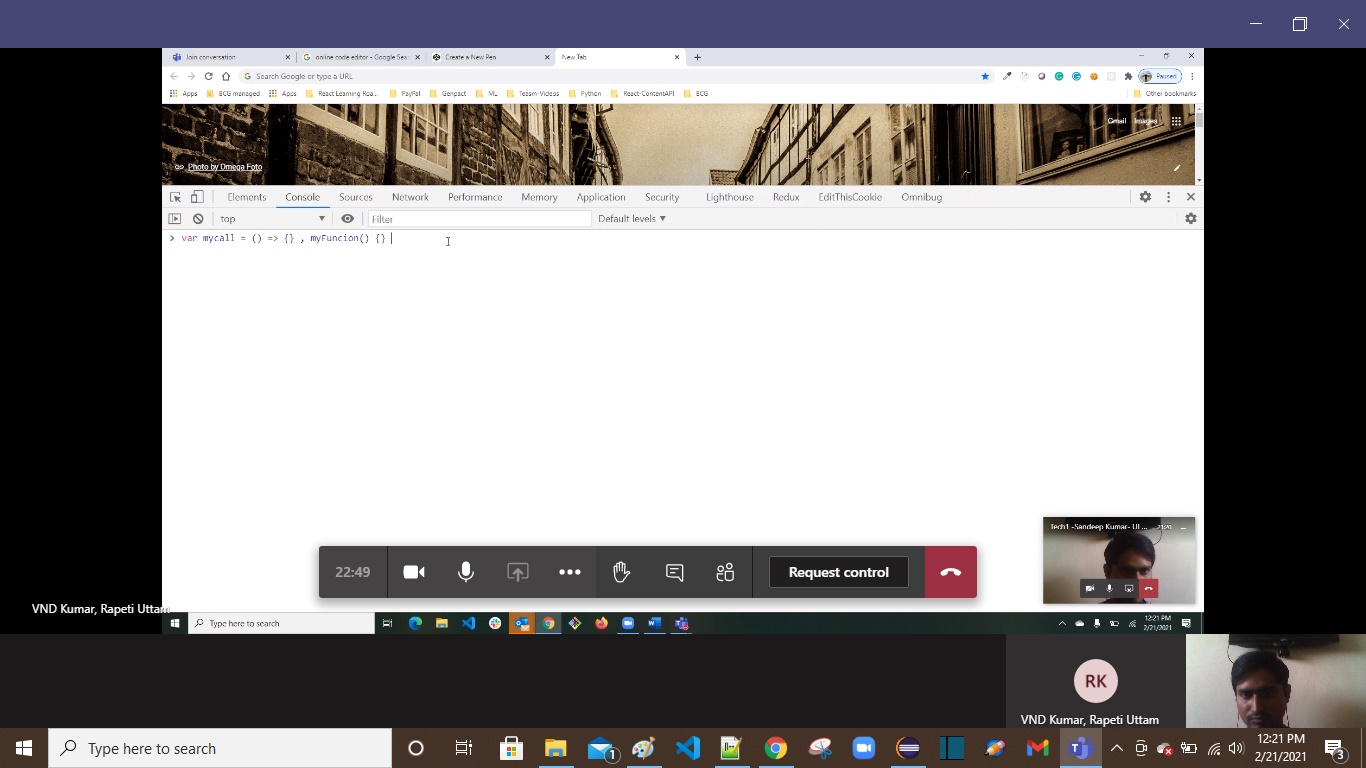 Join conversation
online code editor - Google Sea
Create a New Pen
New Tab
Search Google or type a URL
Paused
Apps
BCG managed
Apps
React Learning Roa...
PayPal
Genpact
ML
Teasm-Videos
Python
React-ContentAPI
BCG
Other bookmarks
Gmail
Images
Photo by Omega Foto
Elements
Console
Sources
Network
Performance
Memory
Application
Security
Lighthouse
Redux
EditThisCookie
Omnibug
top
Filter
Default levels
var mycall = () => {} , myFuncion() {}
Tech1 -Sandeep Kumar- UI ...
22:49
Request control
VND Kumar, Rapeti Uttam
Type here to search
12:21 PM
2/21/2021
RK
VND Kumar, Rapeti Uttam
Type here to search
1
12:21 PM
2/21/2021
3